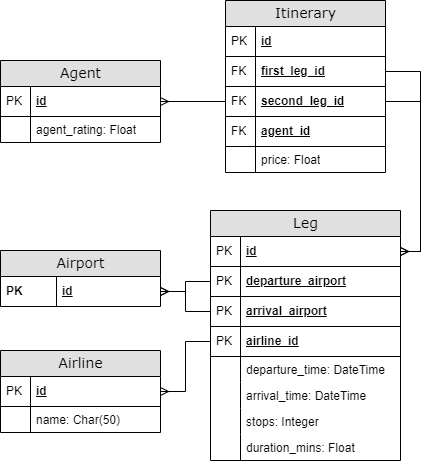 Itinerary
PK id
FK first_leg_id
FK second_leg_id
FK agent_id
price: Float
Agent
PK id
agent_rating: Float
Leg
PK id
PK departure_airport
PK arrival_airport
PK airline_id
departure_time: DateTime
arrival_time: DateTime
stops: Integer
duration_mins: Float
Airport
PK id
Airline
PK id
name: Char(50)